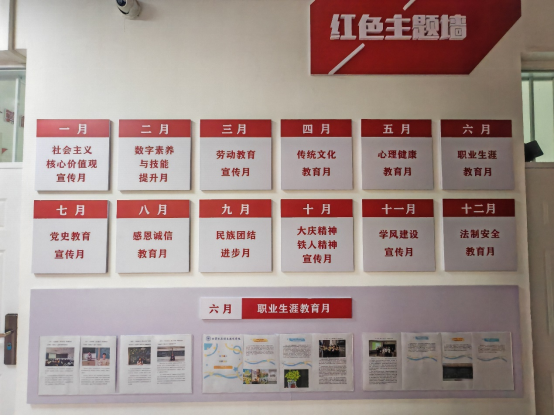 红色主题墙
一 月
社会主义
核心价值观
宣传月
二 月
数字素养
与技能
提升月
三 月
劳动教育
宣传月
四 月
传统文化
教育月
五 月
心理健康
教育月
六 月
职业生涯
教育月
七 月
党史教育
宣传月
八 月
感恩诚信
教育月
九 月
民族团结
进步月
十 月
大庆精神
铁人精神
宣传月
十一月
学风建设
宣传月
十二月
法制安全
教育月
六 月 职业生涯教育月